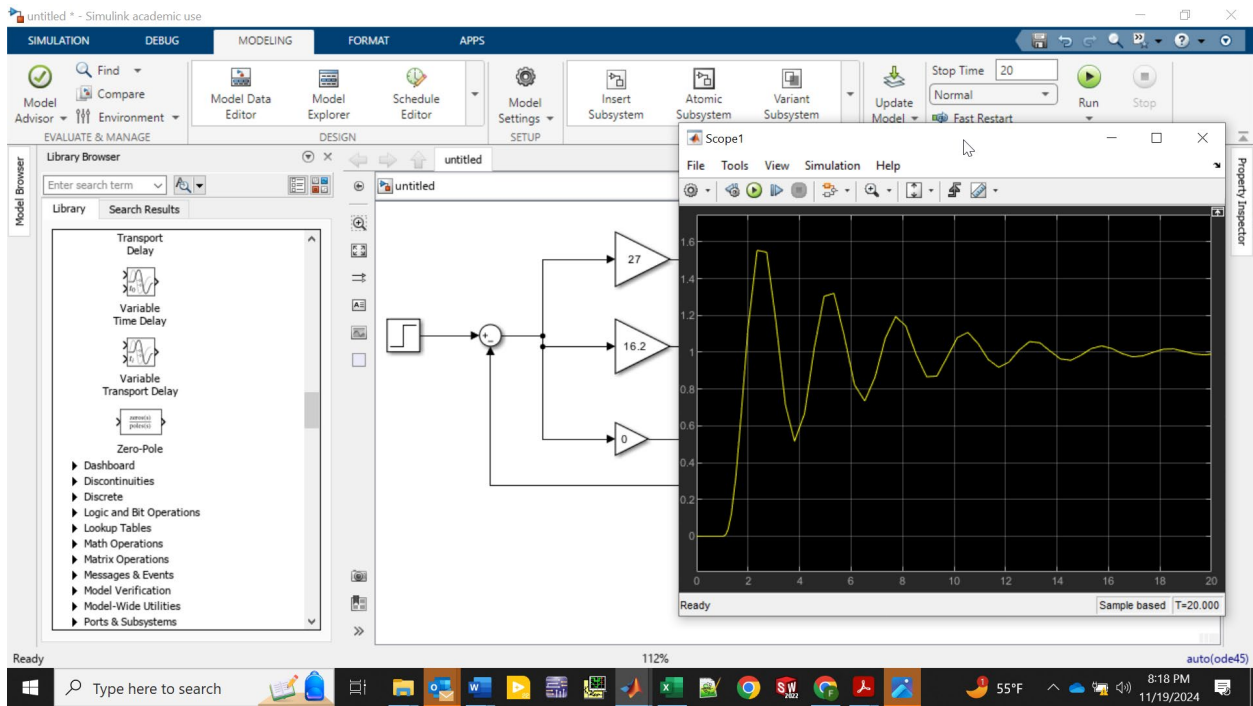 untitled * - Simulink academic use
SIMULATION DEBUG MODELING FORMAT APPS
Model Advisor
Find
Compare
Environment
EVALUATE & MANAGE
Model Data Editor
Model Explorer
Schedule Editor
DESIGN
Model Settings
SETUP
Insert Subsystem
Atomic Subsystem
Variant Subsystem
Update Model
Stop Time 20
Normal
Fast Restart
Run
Stop
Model Browser
Library Browser
Enter search term
Library Search Results
Transport
Delay
Variable
Time Delay
Variable
Transport Delay
zeros(s)
poles(s)
Zero-Pole
Dashboard
Discontinuities
Discrete
Logic and Bit Operations
Lookup Tables
Math Operations
Matrix Operations
Messages & Events
Model Verification
Model-Wide Utilities
Ports & Subsystems
untitled
untitled
27
16.2
0
Scope1
File Tools View Simulation Help
1.6
1.4
1.2
1
0.8
0.6
0.4
0.2
0
0 2 4 6 8 10 12 14 16 18 20
Ready
Sample based T=20.000
Property Inspector
Ready
112%
auto(ode45)
Type here to search
55°F
8:18 PM
11/19/2024